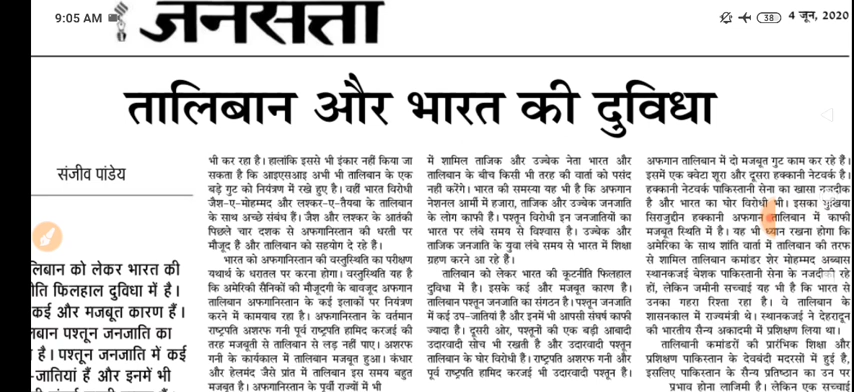 9:05 AM
38
4 जून, 2020
जनसत्ता
तालिबान और भारत की दुविधा
संजीव पांडेय
लिबान को लेकर भारत की
ीति फिलहाल दुविधा में है।
कई और मजबूत कारण हैं।
बान पश्तून जनजाति का
है। पश्तून जनजाति में कई
-जातियां हैं और इनमें भी
भी कर रहा है। हालांकि इससे भी इंकार नहीं किया जा
सकता है कि आइएसआइ अभी भी तालिबान के एक
बड़े गुट को नियंत्रण में रखे हुए है। वहीं भारत विरोधी
जैश-ए-मोहम्मद और लश्कर-ए-तैयबा के तालिबान
के साथ अच्छे संबंध हैं। जैश और लश्कर के आतंकी
पिछले चार दशक से अफगानिस्तान की धरती पर
मौजूद है और तालिबान को सहयोग दे रहे हैं।
भारत को अफगानिस्तान की वस्तुस्थिति का परीक्षण
यथार्थ के धरातल पर करना होगा। वस्तुस्थिति यह है
कि अमेरिकी सैनिकों की मौजूदगी के बावजूद अफगान
तालिबान अफगानिस्तान के कई इलाकों पर नियंत्रण
करने में कामयाब रहा है। अफगानिस्तान के वर्तमान
राष्ट्रपति अशरफ गनी पूर्व राष्ट्रपति हामिद करजई की
तरह मजबूती से तालिबान से लड़ नहीं पाए। अशरफ
गनी के कार्यकाल में तालिबान मजबूत हुआ। कंधार
और हेलमंद जैसे प्रांत में तालिबान इस समय बहुत
मजबूत है। अफगानिस्तान के पूर्वी राज्यों में भी
में शामिल ताजिक और उज्बेक नेता भारत और
तालिबान के बीच किसी भी तरह की वार्ता को पसंद
नहीं करेंगे। भारत की समस्या यह भी है कि अफगान
नेशनल आर्मी में हजारा, ताजिक और उज्बेक जनजाति
के लोग काफी है। पश्तून विरोधी इन जनजातियों का
भारत पर लंबे समय से विश्वास है। उज्बेक और
ताजिक जनजाति के युवा लंबे समय से भारत में शिक्षा
ग्रहण करने आ रहे है।
तालिबान को लेकर भारत की कूटनीति फिलहाल
दुविधा में है। इसके कई और मजबूत कारण है।
तालिबान पश्तून जनजाति का संगठन है। पश्तून जनजाति
में कई उप-जातियां है और इनमें भी आपसी संघर्ष काफी
ज्यादा है। दूसरी ओर, पश्तूनों की एक बड़ी आबादी
उदारवादी सोच भी रखती है और उदारवादी पश्तून
तालिबान के घोर विरोधी हैं। राष्ट्रपति अशरफ गनी और
पूर्व राष्ट्रपति हामिद करजई भी उदारवादी पश्तून है।
अफगान तालिबान में दो मजबूत गुट काम कर रहे हैं।
इसमें एक क्वेटा शूरा और दूसरा हक्कानी नेटवर्क है।
हक्कानी नेटवर्क पाकिस्तानी सेना का खासा नजदीक
है और भारत का घोर विरोधी भी। इसका मुखिया
सिराजुद्दीन हक्कानी अफगान तालिबान में काफी
मजबूत स्थिति में है। यह भी ध्यान रखना होगा कि
अमेरिका के साथ शांति वार्ता में तालिबान की तरफ
से शामिल तालिबान कमांडर शेर मोहम्मद अब्बास
स्थानकजई बेशक पाकिस्तानी सेना के नजदीकी रहे
हों, लेकिन जमीनी सच्चाई यह भी है कि भारत से
उनका गहरा रिश्ता रहा है। वे तालिबान के
शासनकाल में राज्यमंत्री थे। स्थानकजई ने देहरादून
की भारतीय सैन्य अकादमी में प्रशिक्षण लिया था।
तालिबानी कमांडरों की प्रारंभिक शिक्षा और
प्रशिक्षण पाकिस्तान के देवबंदी मदरसों में हुई है,
इसलिए पाकिस्तान के सैन्य प्रतिष्ठान का उन पर
प्रभाव होना लाजिमी है। लेकिन एक सच्चाई